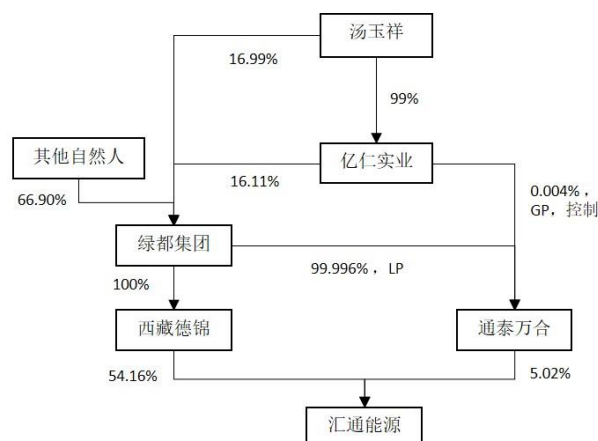 汤玉祥
16.99%
99%
其他自然人
亿仁实业
66.90%
16.11%
0.004%，
GP，控制
绿都集团
99.996%，LP
100%
西藏德锦
通泰万合
54.16%
5.02%
汇通能源